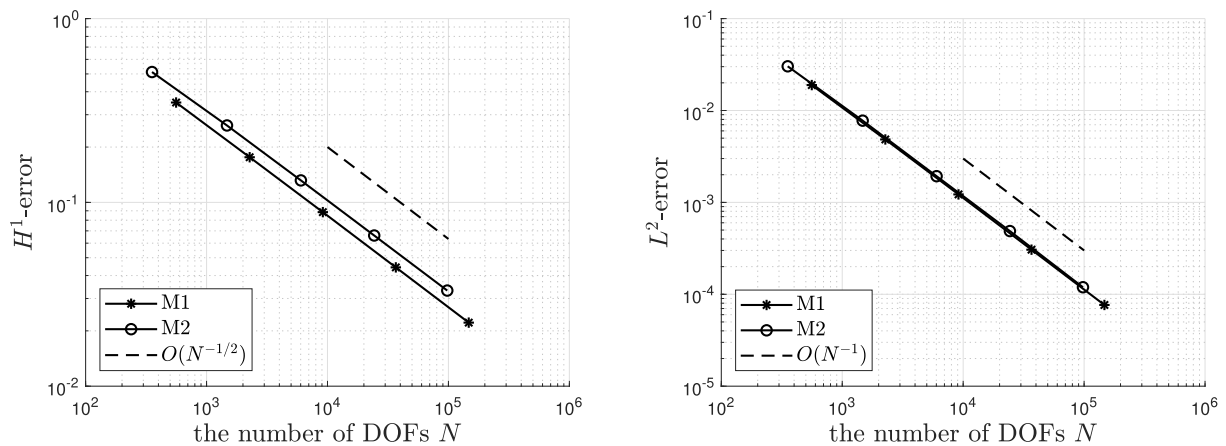 10^0
10^{-1}
10^{-2}
H^1-error
M1
M2
O(N^{-1/2})
10^2
10^3
10^4
10^5
10^6
the number of DOFs N
10^{-1}
10^{-2}
10^{-3}
10^{-4}
10^{-5}
L^2-error
M1
M2
O(N^{-1})
10^2
10^3
10^4
10^5
10^6
the number of DOFs N